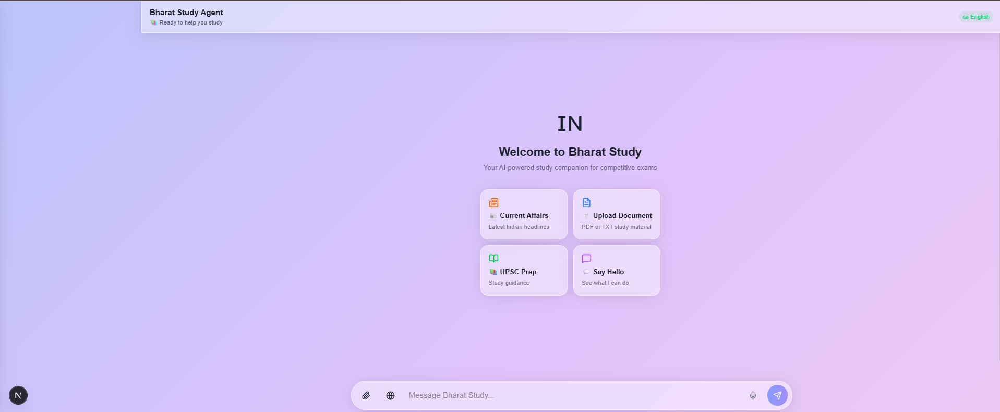 Bharat Study Agent
📚 Ready to help you study
GB English
IN
Welcome to Bharat Study
Your AI-powered study companion for competitive exams
📰 Current Affairs
Latest Indian headlines
📄 Upload Document
PDF or TXT study material
📚 UPSC Prep
Study guidance
💬 Say Hello
See what I can do
Message Bharat Study...
N